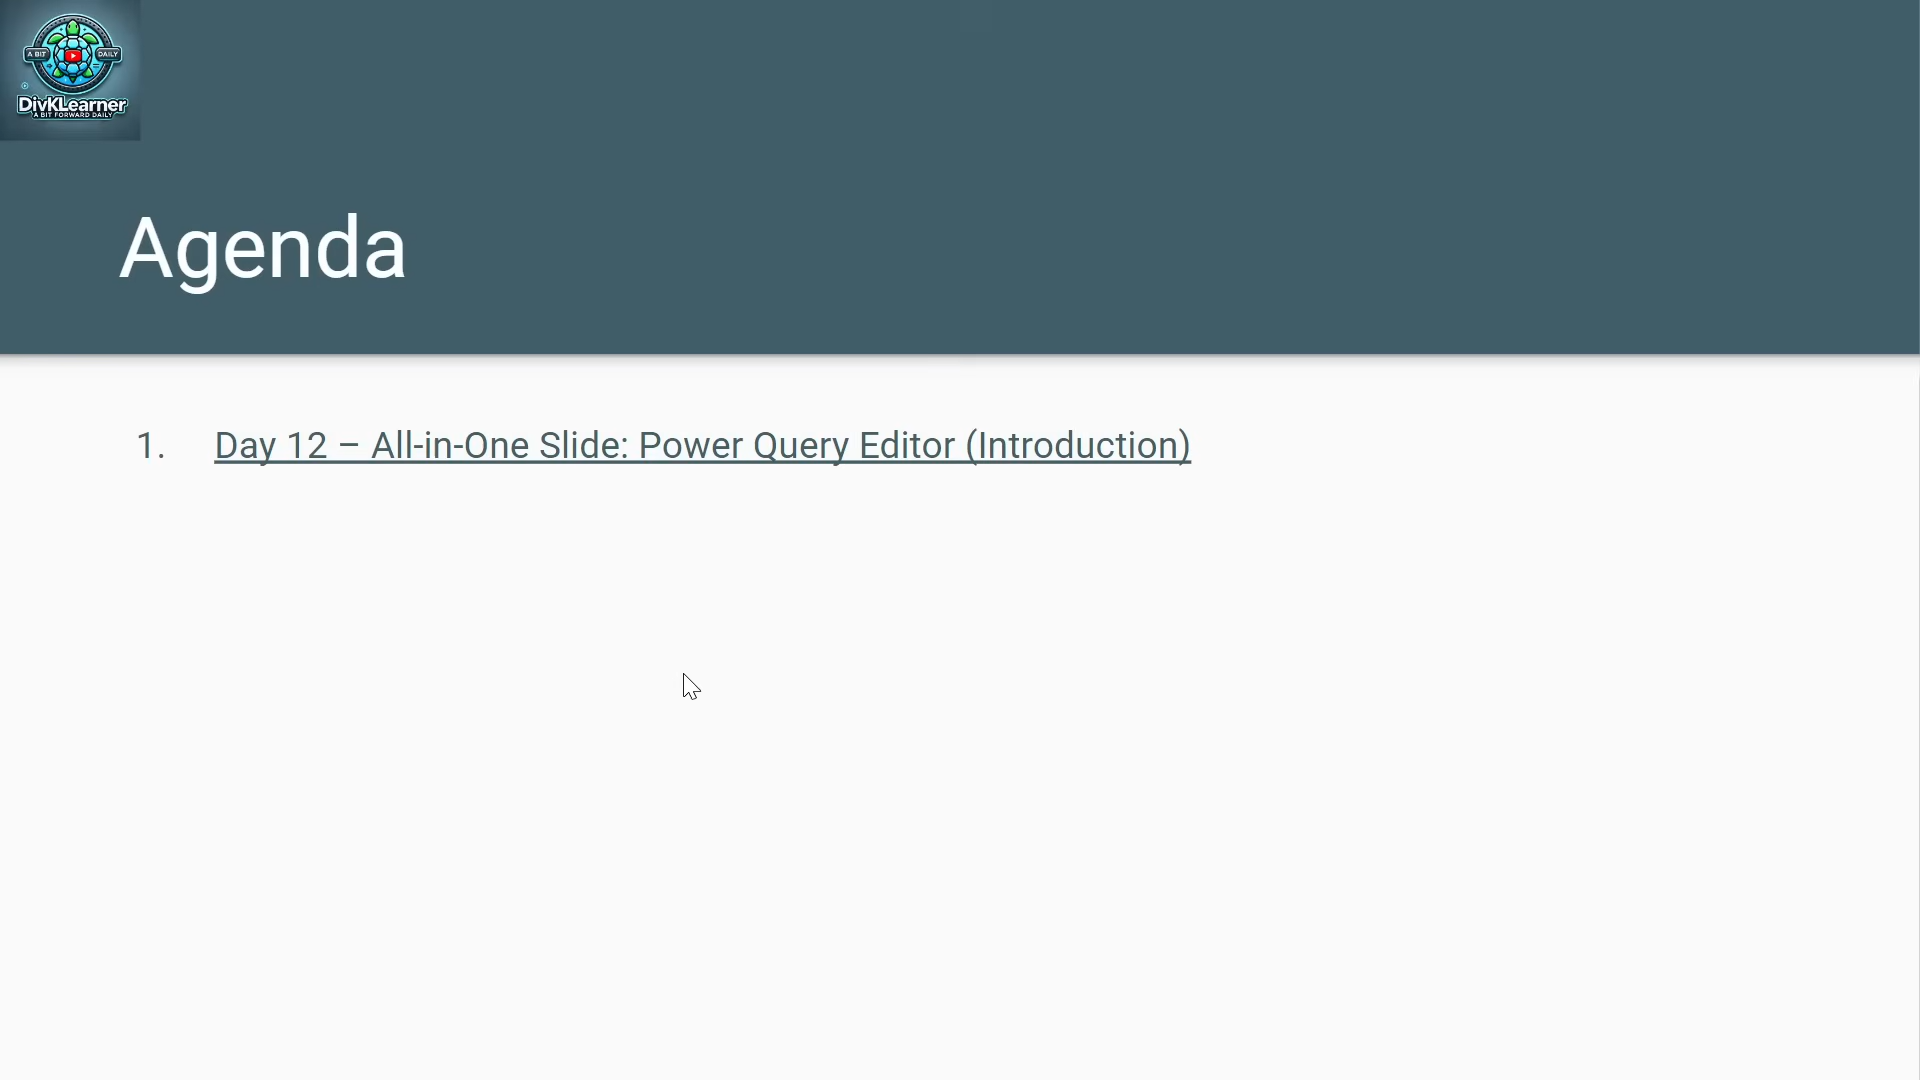 A BIT DAILY
DivKLearner
A BIT FORWARD DAILY
Agenda
1. Day 12 – All-in-One Slide: Power Query Editor (Introduction)